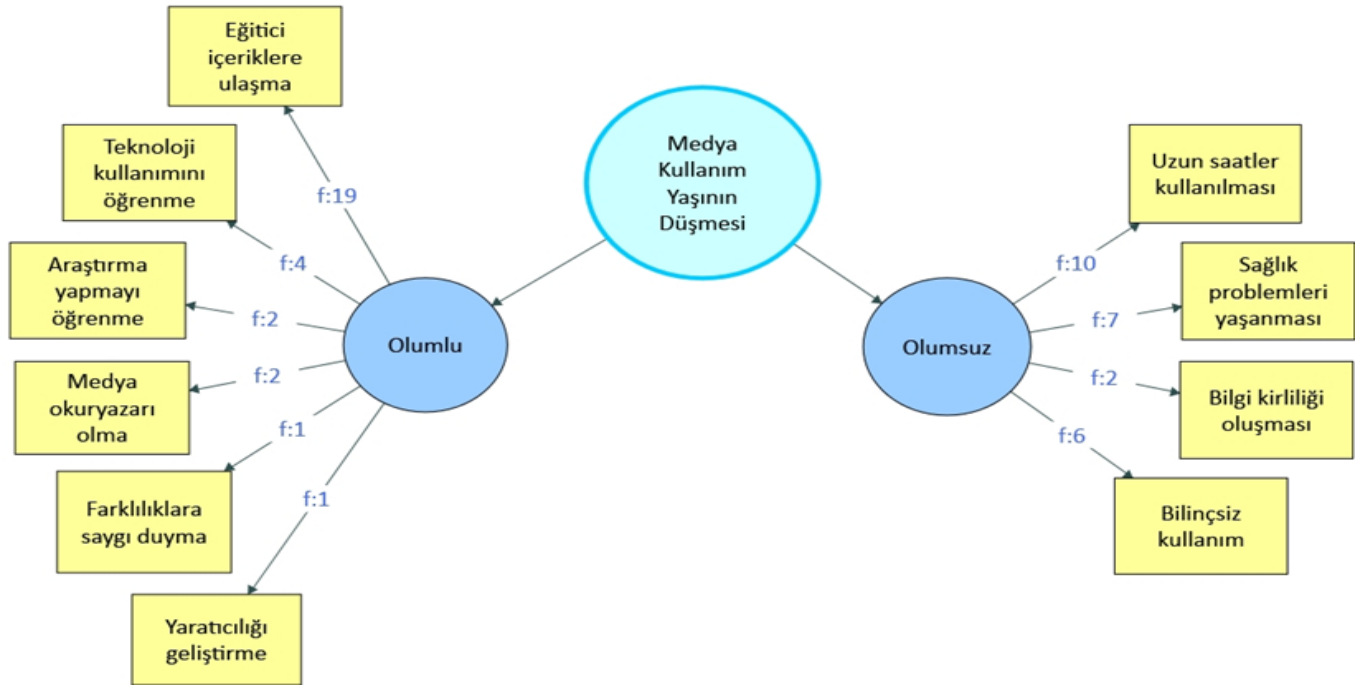 Medya
Kullanım
Yaşının
Düşmesi
Olumlu
f:19
Eğitici
içeriklere
ulaşma
f:4
Teknoloji
kullanımını
öğrenme
f:2
Araştırma
yapmayı
öğrenme
f:2
Medya
okuryazarı
olma
f:1
Farklılıklara
saygı duyma
f:1
Yaratıcılığı
geliştirme
Olumsuz
f:10
Uzun saatler
kullanılması
f:7
Sağlık
problemleri
yaşanması
f:2
Bilgi kirliliği
oluşması
f:6
Bilinçsiz
kullanım